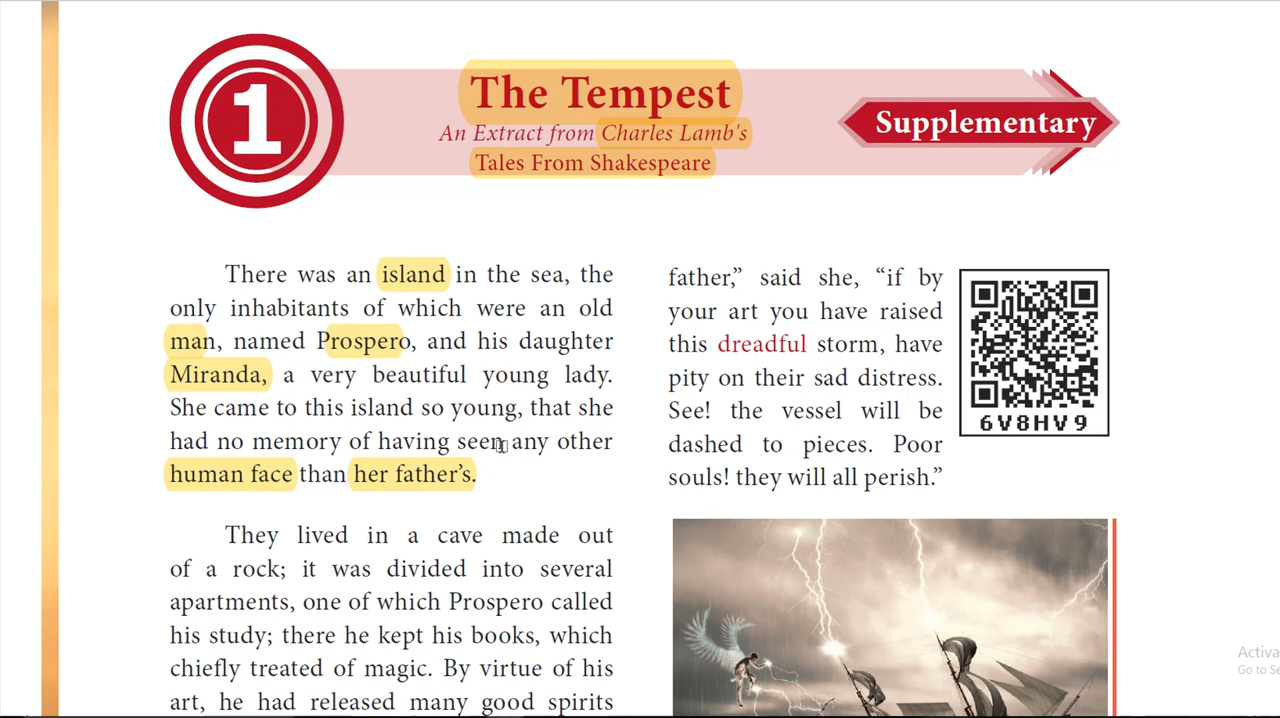 1
The Tempest
An Extract from Charles Lamb's
Tales From Shakespeare
Supplementary
There was an island in the sea, the
only inhabitants of which were an old
man, named Prospero, and his daughter
Miranda, a very beautiful young lady.
She came to this island so young, that she
had no memory of having seen any other
human face than her father’s.
They lived in a cave made out
of a rock; it was divided into several
apartments, one of which Prospero called
his study; there he kept his books, which
chiefly treated of magic. By virtue of his
art, he had released many good spirits
father,” said she, “if by
your art you have raised
this dreadful storm, have
pity on their sad distress.
See! the vessel will be
dashed to pieces. Poor
souls! they will all perish.”
6V8HV9
Activa
Go to Se